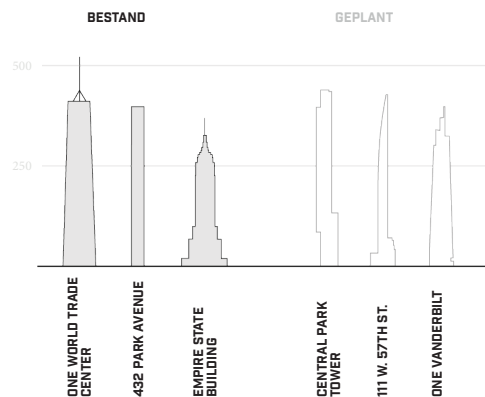 BESTAND
GEPLANT
500
250
ONE WORLD TRADE
CENTER
432 PARK AVENUE
EMPIRE STATE
BUILDING
CENTRAL PARK
TOWER
111 W. 57TH ST.
ONE VANDERBILT